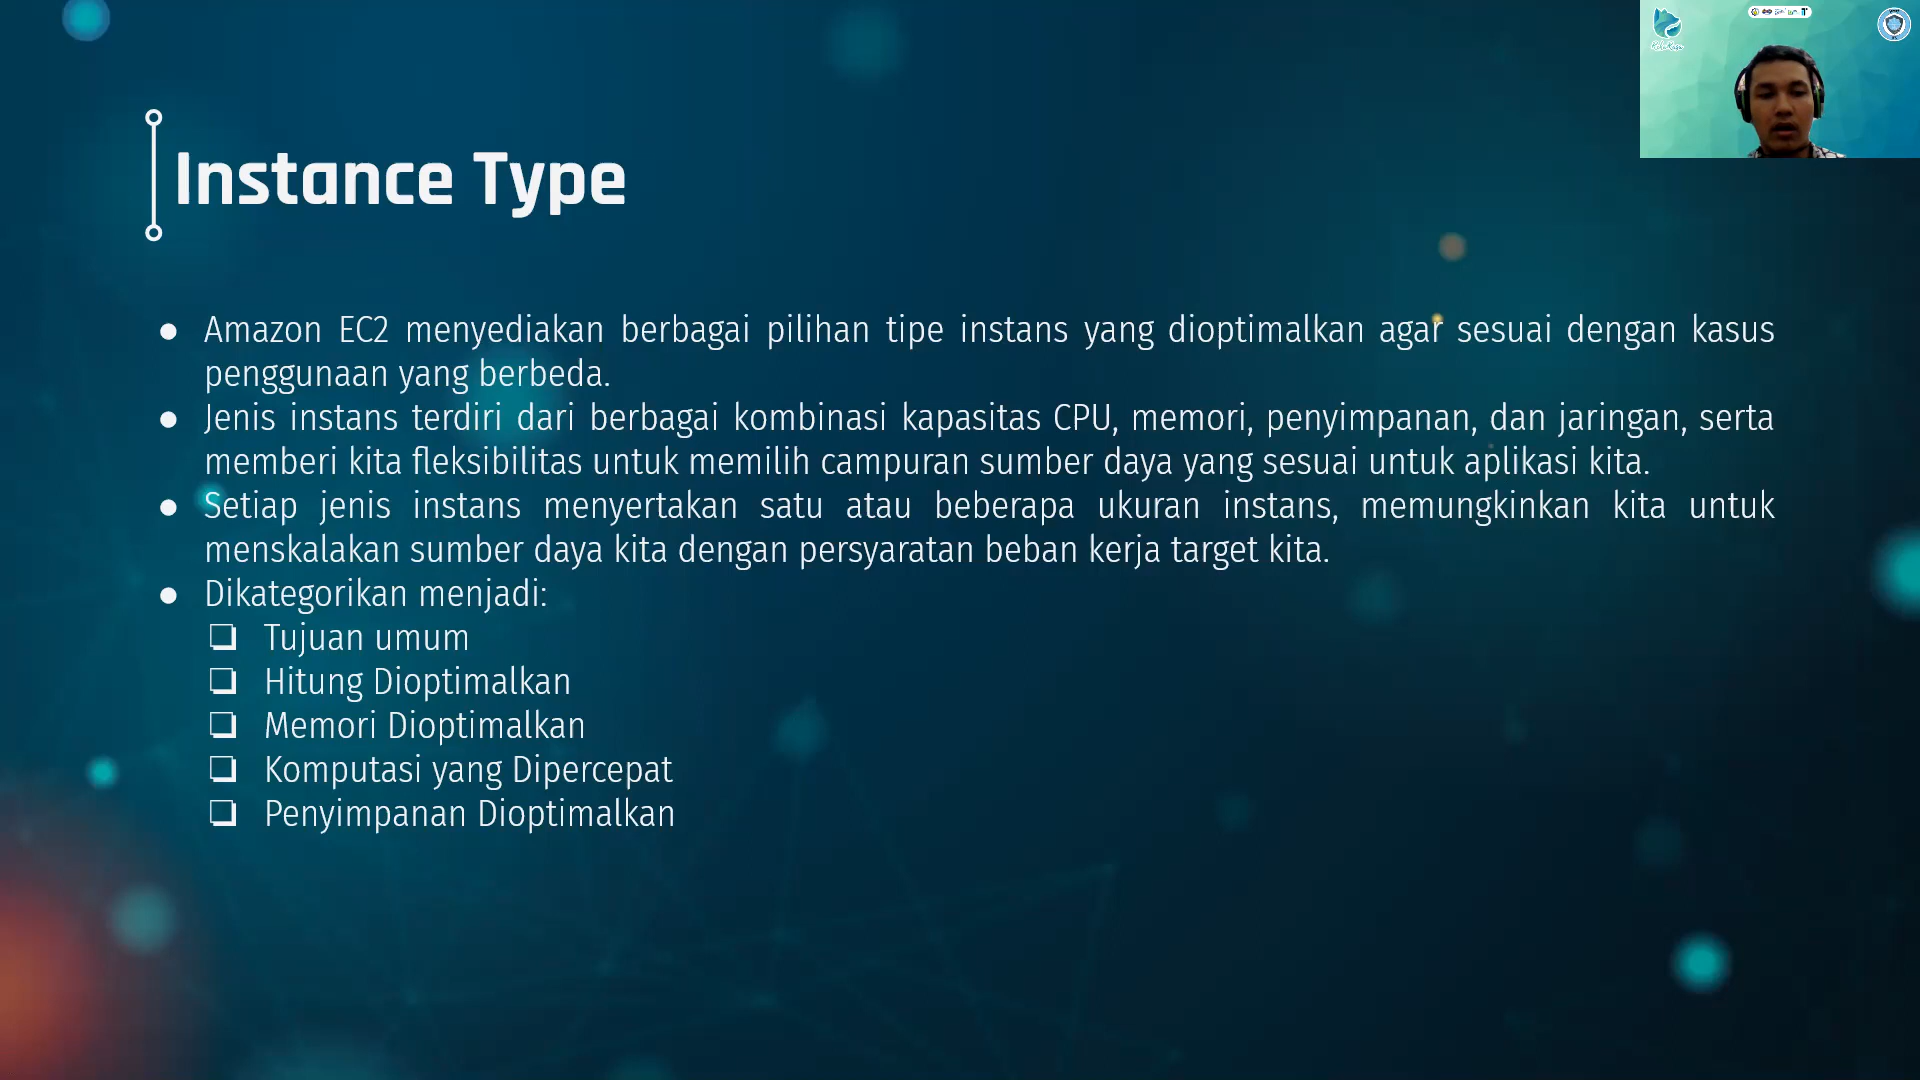 Instance Type
● Amazon EC2 menyediakan berbagai pilihan tipe instans yang dioptimalkan agar sesuai dengan kasus
penggunaan yang berbeda.
● Jenis instans terdiri dari berbagai kombinasi kapasitas CPU, memori, penyimpanan, dan jaringan, serta
memberi kita fleksibilitas untuk memilih campuran sumber daya yang sesuai untuk aplikasi kita.
● Setiap jenis instans menyertakan satu atau beberapa ukuran instans, memungkinkan kita untuk
menskalakan sumber daya kita dengan persyaratan beban kerja target kita.
● Dikategorikan menjadi:
❏ Tujuan umum
❏ Hitung Dioptimalkan
❏ Memori Dioptimalkan
❏ Komputasi yang Dipercepat
❏ Penyimpanan Dioptimalkan